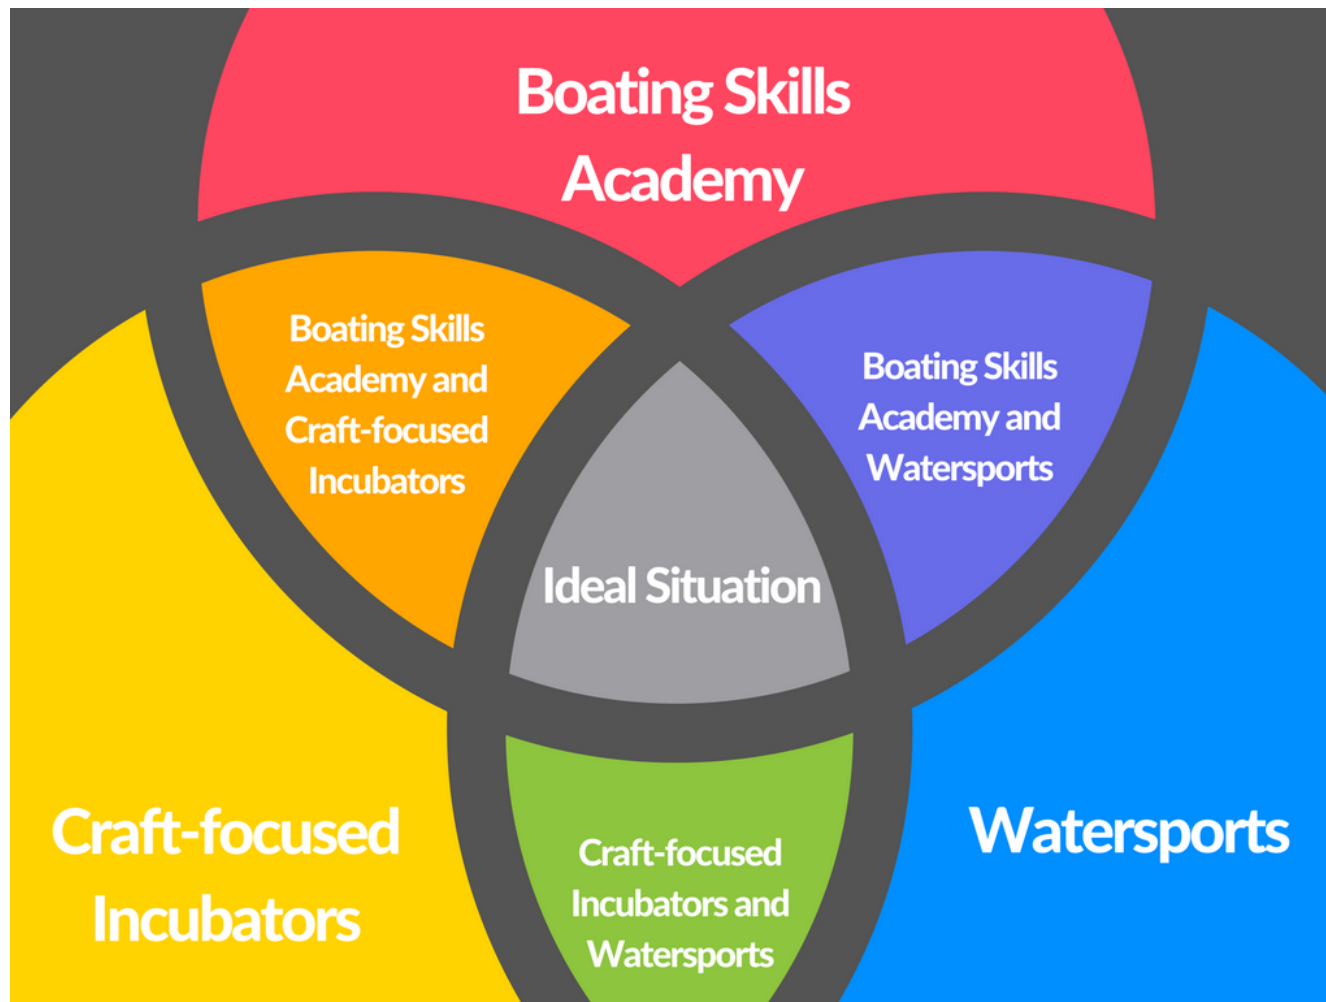 Boating Skills
Academy
Boating Skills
Academy and
Craft-focused
Incubators
Boating Skills
Academy and
Watersports
Ideal Situation
Craft-focused
Incubators
Watersports
Craft-focused
Incubators and
Watersports